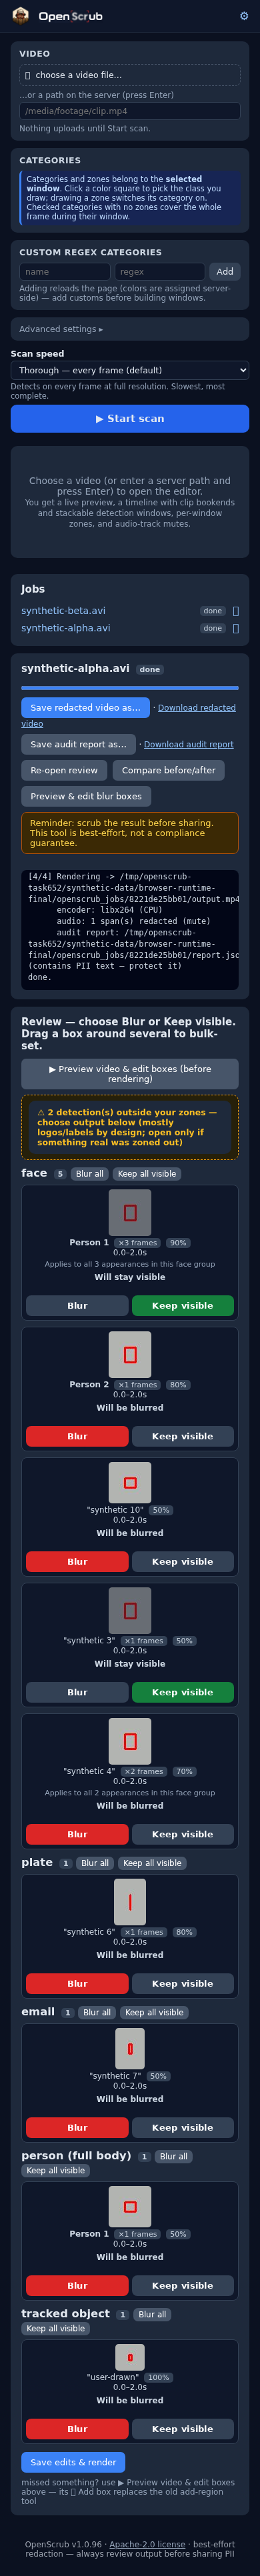 OpenScrub
VIDEO
choose a video file…
…or a path on the server (press Enter)
/media/footage/clip.mp4
Nothing uploads until Start scan.
CATEGORIES
Categories and zones belong to the selected
window. Click a color square to pick the class you
draw; drawing a zone switches its category on.
Checked categories with no zones cover the whole
frame during their window.
CUSTOM REGEX CATEGORIES
name regex Add
Adding reloads the page (colors are assigned server-
side) — add customs before building windows.
Advanced settings ▸
Scan speed
Thorough — every frame (default)
Detects on every frame at full resolution. Slowest, most
complete.
▶ Start scan
Choose a video (or enter a server path and
press Enter) to open the editor.
You get a live preview, a timeline with clip bookends
and stackable detection windows, per-window
zones, and audio-track mutes.
Jobs
synthetic-beta.avi done
synthetic-alpha.avi done
synthetic-alpha.avi done
Save redacted video as… · Download redacted
video
Save audit report as… · Download audit report
Re-open review Compare before/after
Preview & edit blur boxes
Reminder: scrub the result before sharing.
This tool is best-effort, not a compliance
guarantee.
[4/4] Rendering -> /tmp/openscrub-
task652/synthetic-data/browser-runtime-
final/openscrub_jobs/8221de25bb01/output.mp4
encoder: libx264 (CPU)
audio: 1 span(s) redacted (mute)
audit report: /tmp/openscrub-
task652/synthetic-data/browser-runtime-
final/openscrub_jobs/8221de25bb01/report.jsc
(contains PII text — protect it)
done.
Review — choose Blur or Keep visible.
Drag a box around several to bulk-
set.
▶ Preview video & edit boxes (before
rendering)
⚠ 2 detection(s) outside your zones —
choose output below (mostly
logos/labels by design; open only if
something real was zoned out)
face 5 Blur all Keep all visible
Person 1 ×3 frames 90%
0.0–2.0s
Applies to all 3 appearances in this face group
Will stay visible
Blur Keep visible
Person 2 ×1 frames 80%
0.0–2.0s
Will be blurred
Blur Keep visible
"synthetic 10" 50%
0.0–2.0s
Will be blurred
Blur Keep visible
"synthetic 3" ×1 frames 50%
0.0–2.0s
Will stay visible
Blur Keep visible
"synthetic 4" ×2 frames 70%
0.0–2.0s
Applies to all 2 appearances in this face group
Will be blurred
Blur Keep visible
plate 1 Blur all Keep all visible
"synthetic 6" ×1 frames 80%
0.0–2.0s
Will be blurred
Blur Keep visible
email 1 Blur all Keep all visible
"synthetic 7" 50%
0.0–2.0s
Will be blurred
Blur Keep visible
person (full body) 1 Blur all
Keep all visible
Person 1 ×1 frames 50%
0.0–2.0s
Will be blurred
Blur Keep visible
tracked object 1 Blur all
Keep all visible
"user-drawn" 100%
0.0–2.0s
Will be blurred
Blur Keep visible
Save edits & render
missed something? use ▶ Preview video & edit boxes
above — its Add box replaces the old add-region
tool
OpenScrub v1.0.96 · Apache-2.0 license · best-effort
redaction — always review output before sharing PII